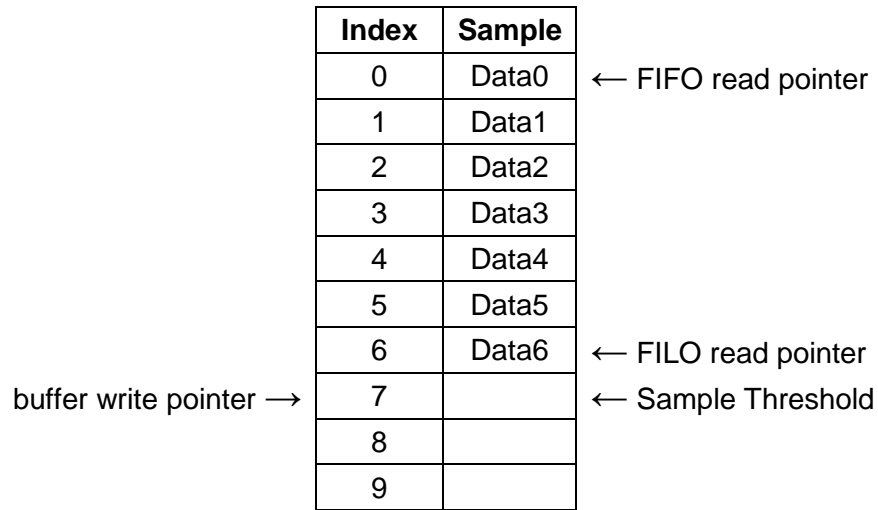 Index Sample
0 Data0 ← FIFO read pointer
1 Data1
2 Data2
3 Data3
4 Data4
5 Data5
6 Data6 ← FILO read pointer
buffer write pointer → 7 ← Sample Threshold
8
9